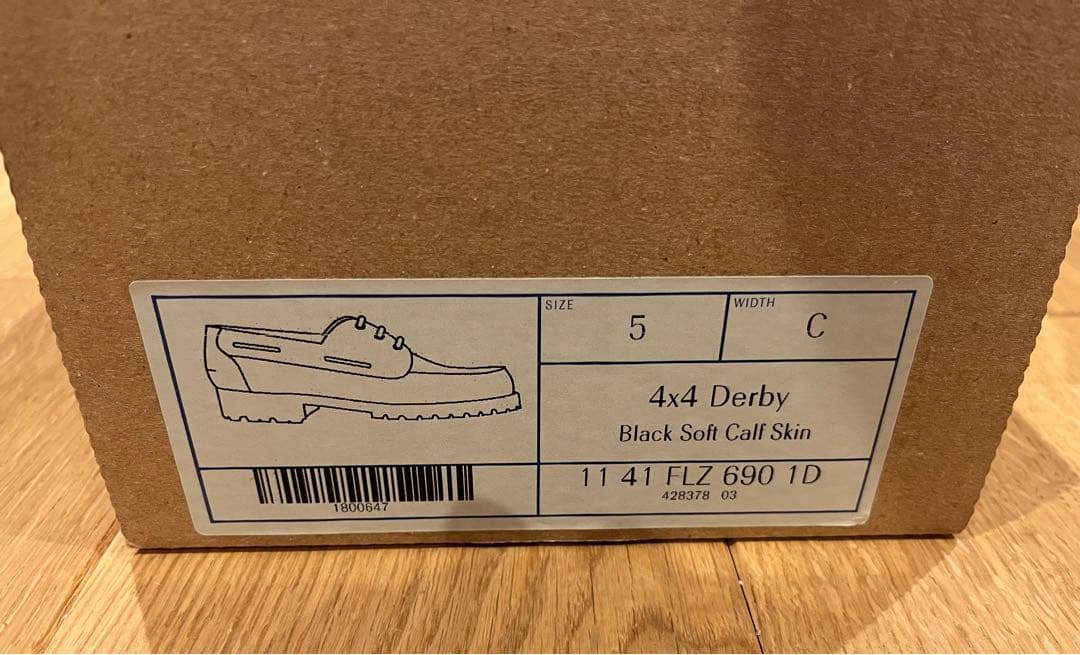 SIZE
5
WIDTH
C
4x4 Derby
Black Soft Calf Skin
1800647
11 41 FLZ 690 1D
428378 03